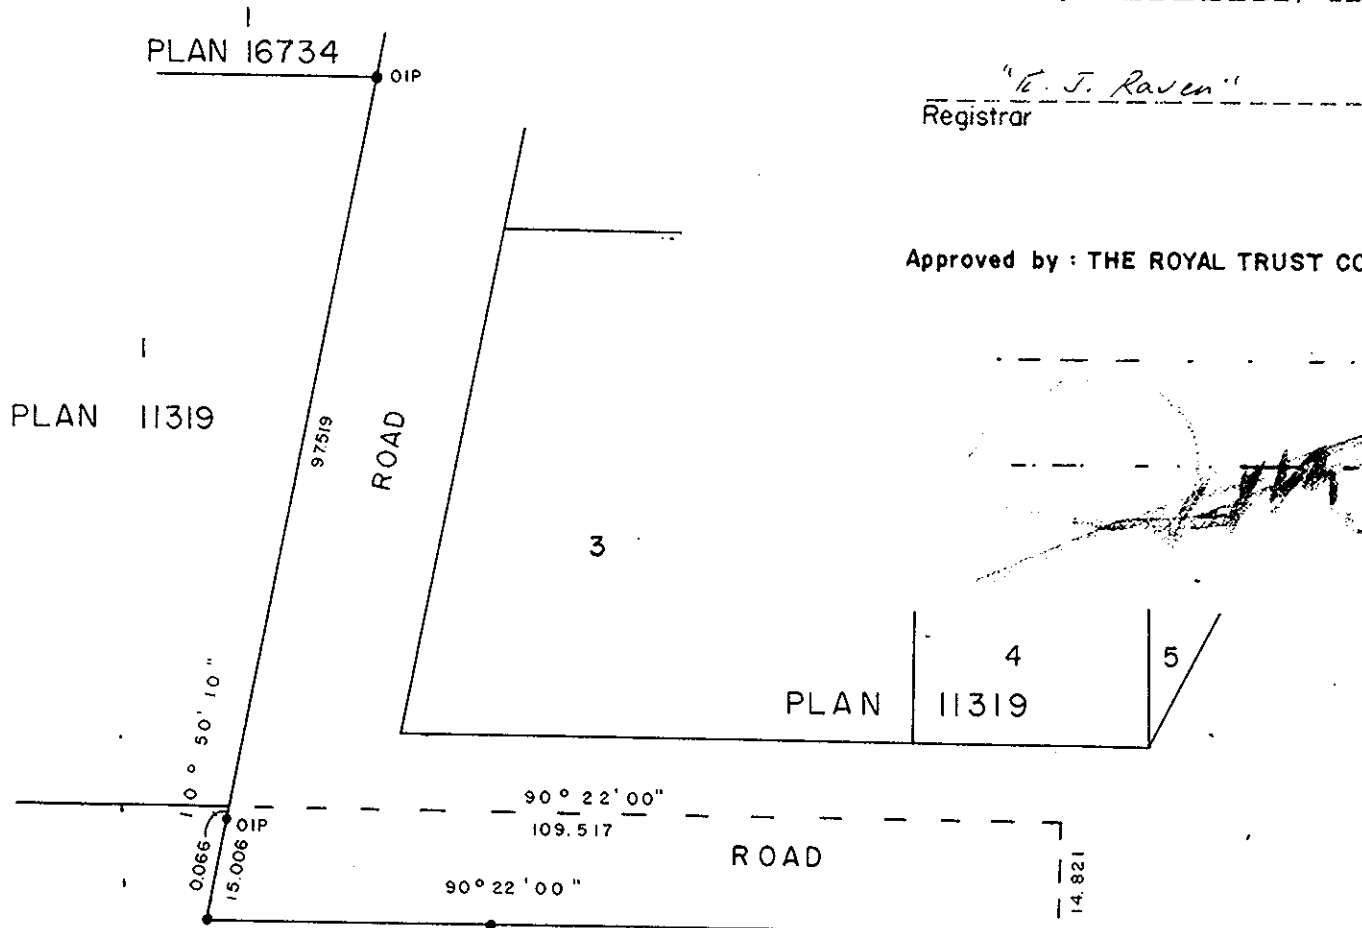 1
PLAN 16734
OIP
"K. J. Raven"
Registrar
Approved by : THE ROYAL TRUST CO
1
PLAN 11319
97.519
ROAD
3
4
5
PLAN 11319
10° 50' 10"
90° 22' 00"
OIP
109.517
0.066
15.006
ROAD
14.821
90° 22' 00"